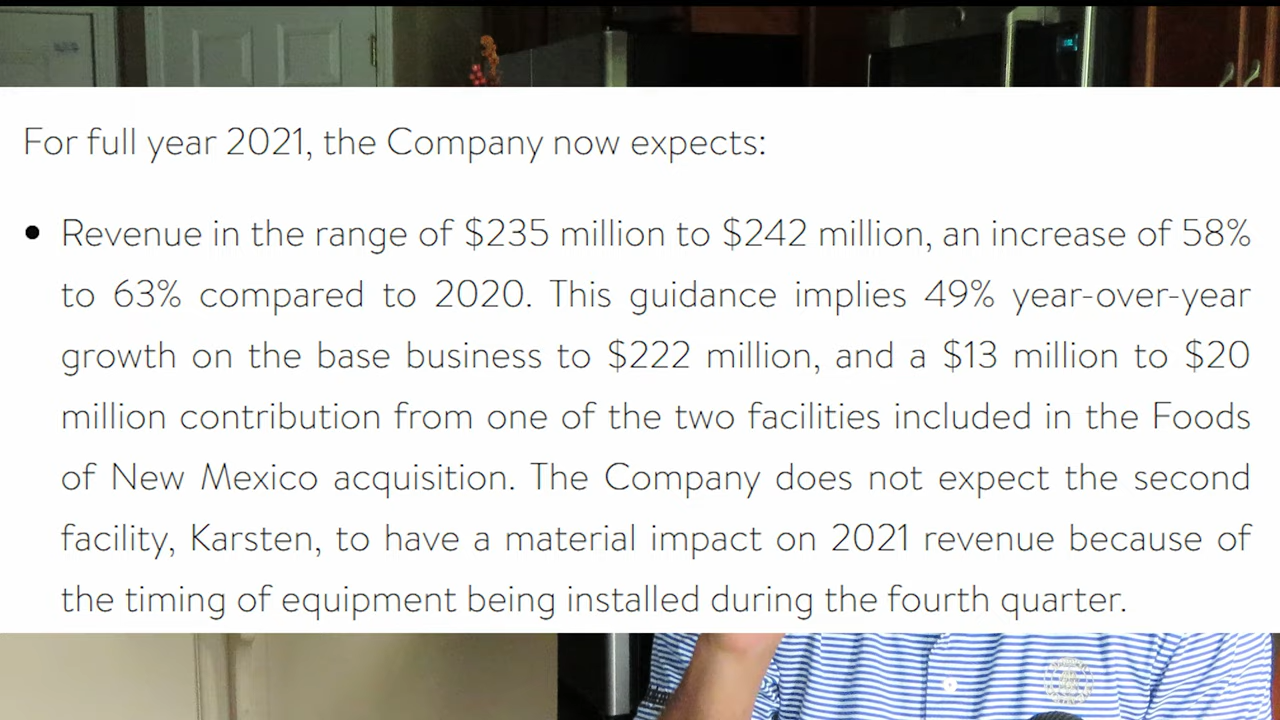 For full year 2021, the Company now expects:
• Revenue in the range of $235 million to $242 million, an increase of 58%
to 63% compared to 2020. This guidance implies 49% year-over-year
growth on the base business to $222 million, and a $13 million to $20
million contribution from one of the two facilities included in the Foods
of New Mexico acquisition. The Company does not expect the second
facility, Karsten, to have a material impact on 2021 revenue because of
the timing of equipment being installed during the fourth quarter.